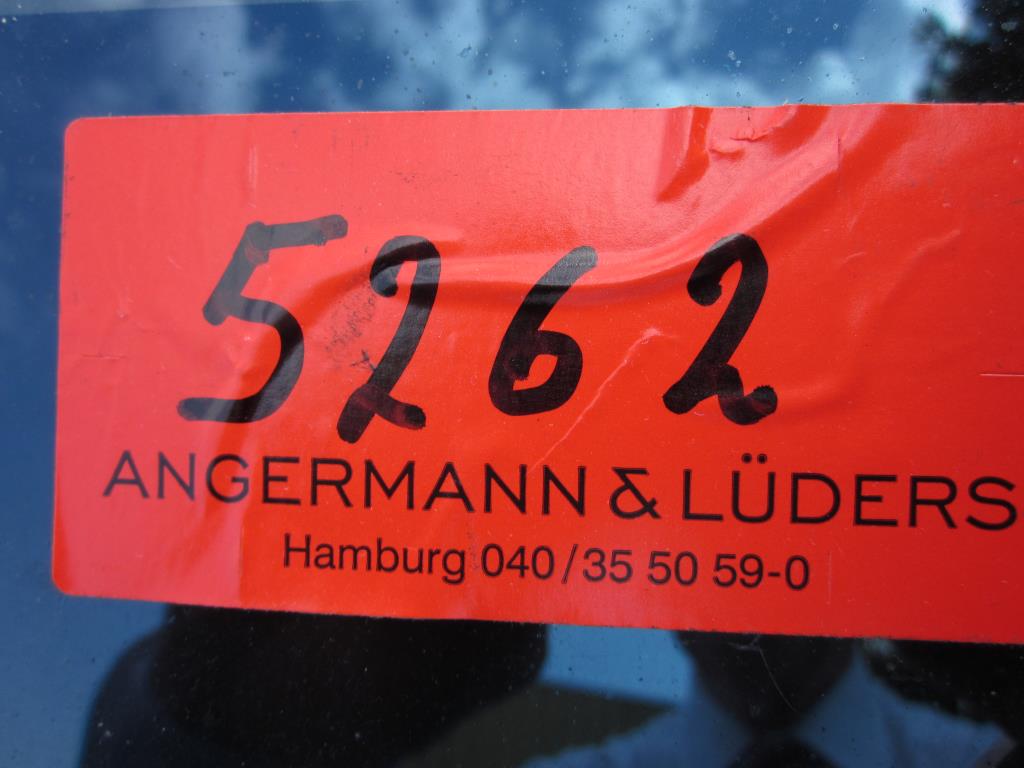 5262
ANGERMANN & LÜDERS
Hamburg 040/35 50 59-0